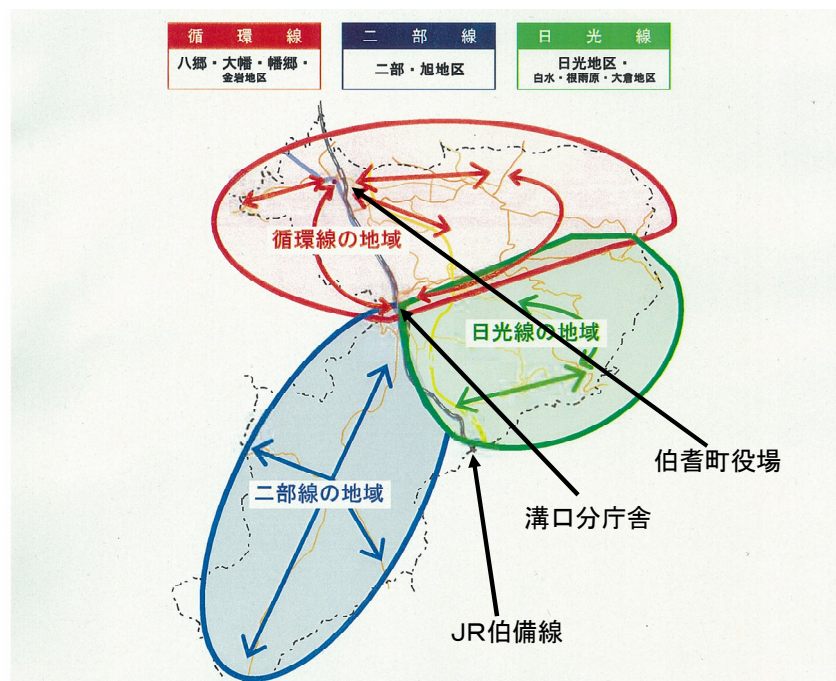 循環線
八郷・大幡・幡郷・
金岩地区
二部線
二部・旭地区
日光線
日光地区・
白水・根雨原・大倉地区
循環線の地域
日光線の地域
伯耆町役場
二部線の地域
溝口分庁舎
JR伯備線